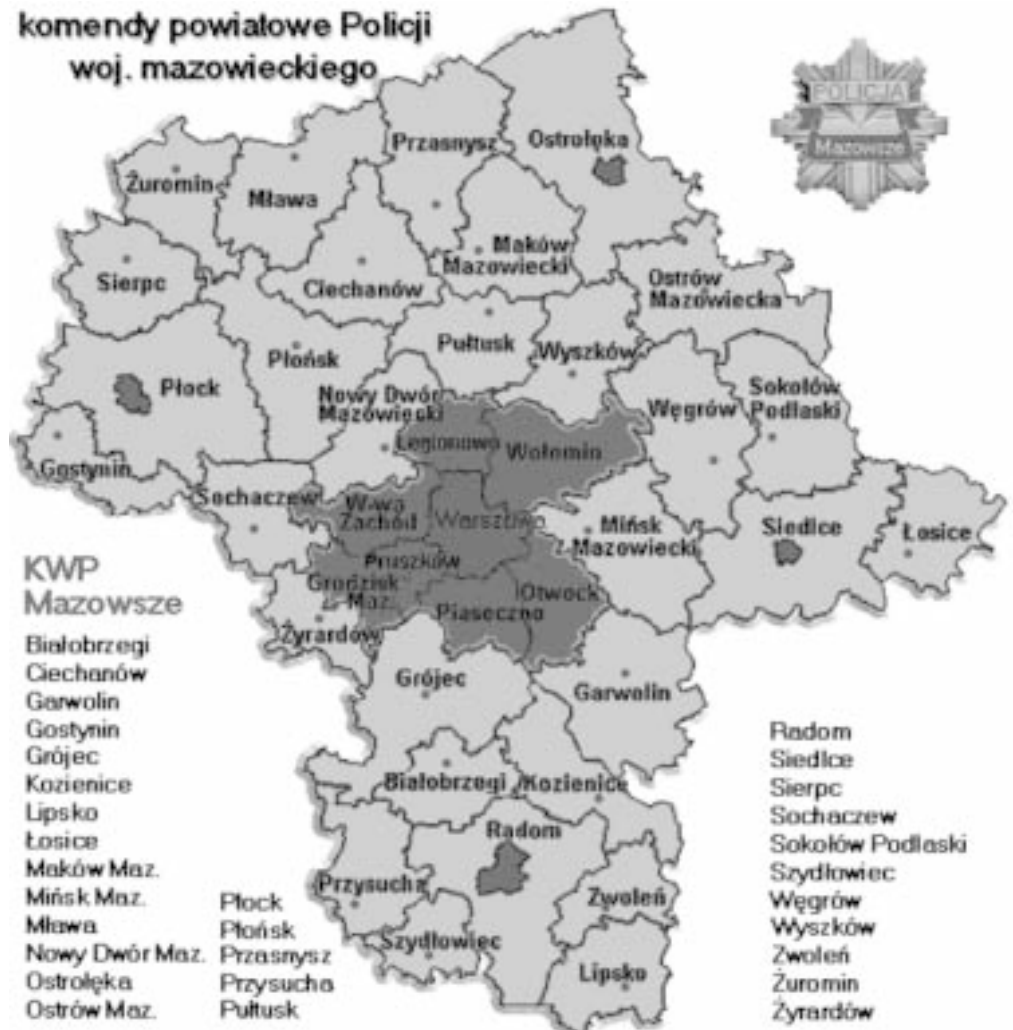 komendy powiatowe Policji
woj. mazowieckiego
POLICJA
Mazowsze
Przasnysz
Ostrołęka
Żuromin
Mława
Maków
Mazowiecki
Sierpc
Ciechanów
Ostrów
Mazowiecka
Płońsk
Pułtusk
Wyszków
Płock
Nowy Dwór
Mazowiecki
Węgrów
Sokołów
Podlaski
Legionowo
Wołomin
Gostynin
Sochaczew
W-wa
Zachód
Warszawa
Mińsk
Mazowiecki
Siedlce
Łosice
Pruszków
Grodzisk
Maz.
Otwock
Piaseczno
Żyrardów
Grójec
Garwolin
Białobrzegi
Kozienice
Radom
Przysucha
Zwoleń
Szydłowiec
Lipsko
KWP
Mazowsze
Białobrzegi
Ciechanów
Garwolin
Gostynin
Grójec
Kozienice
Lipsko
Łosice
Maków Maz.
Mińsk Maz.
Mława
Nowy Dwór Maz.
Ostrołęka
Ostrów Maz.
Płock
Płońsk
Przasnysz
Przysucha
Pułtusk
Radom
Siedlce
Sierpc
Sochaczew
Sokołów Podlaski
Szydłowiec
Węgrów
Wyszków
Zwoleń
Żuromin
Żyrardów